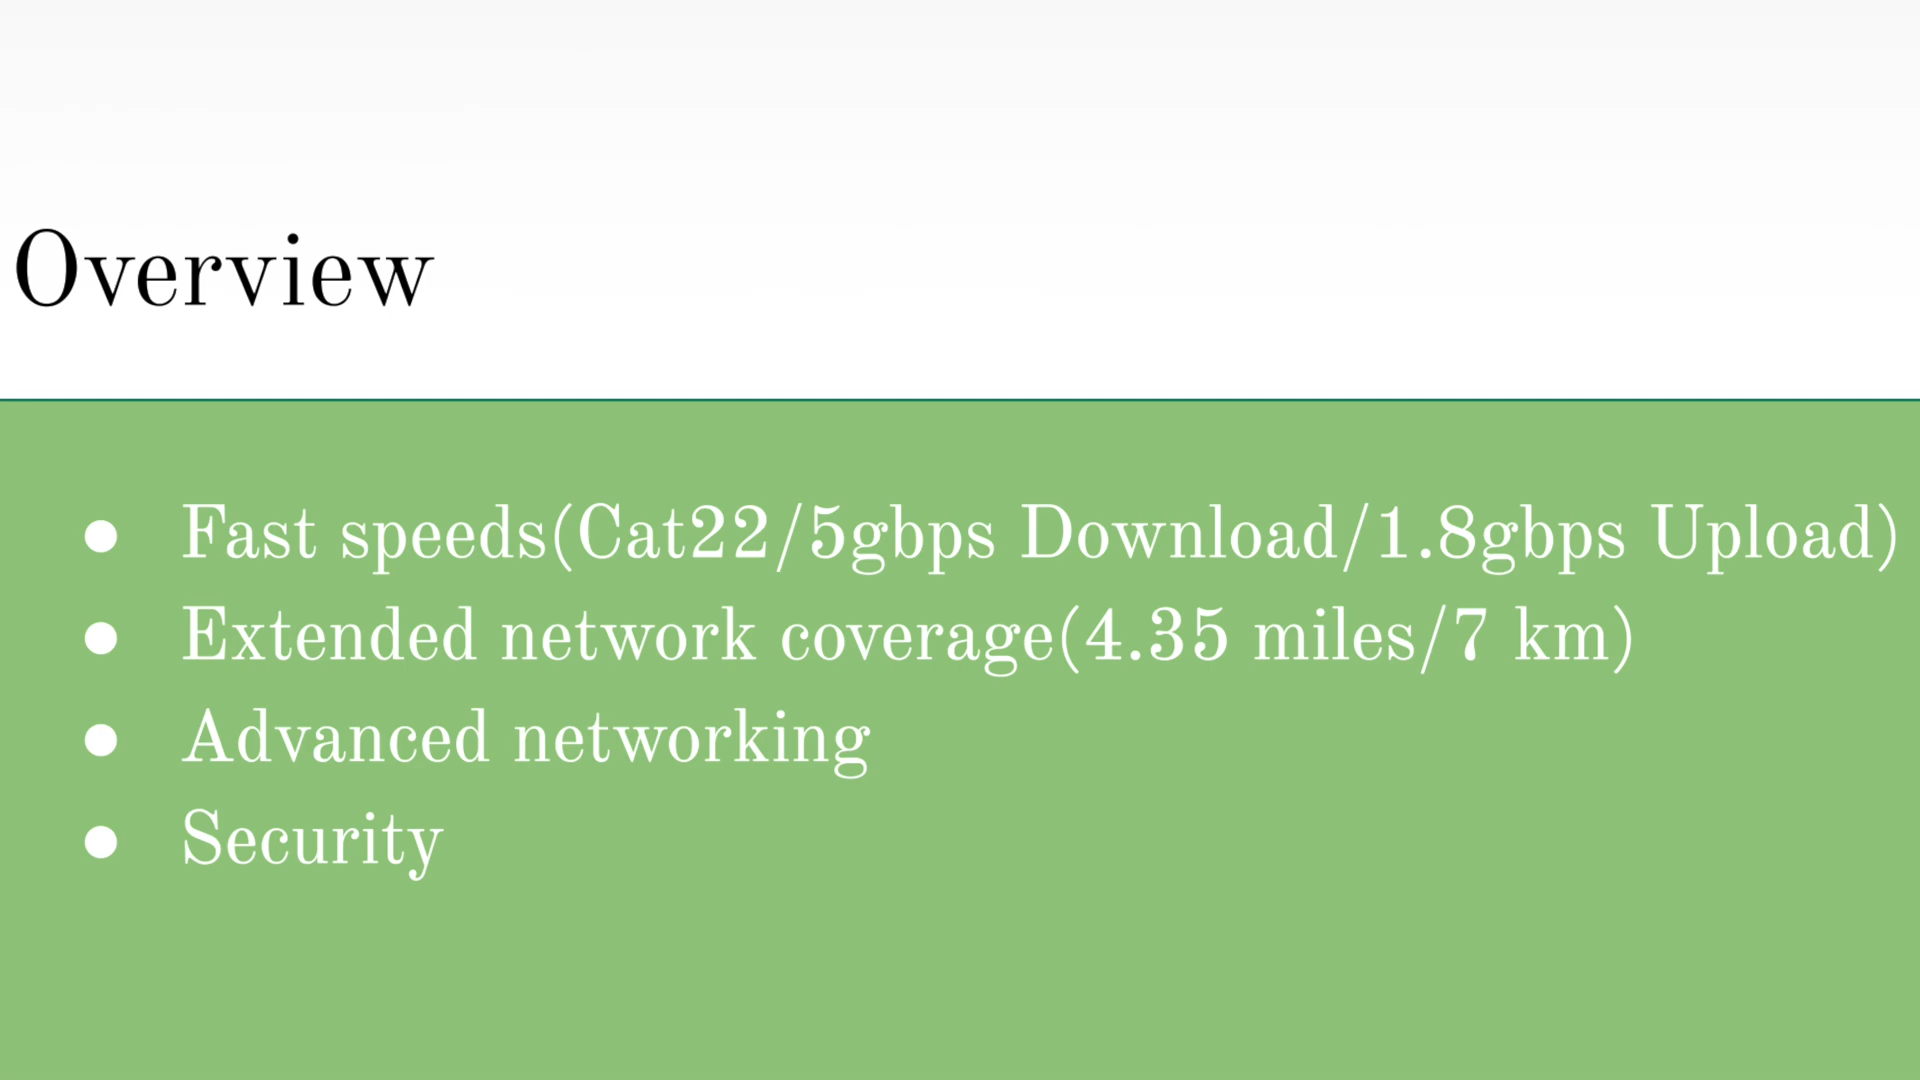 Overview
● Fast speeds(Cat22/5gbps Download/1.8gbps Upload)
● Extended network coverage(4.35 miles/7 km)
● Advanced networking
● Security